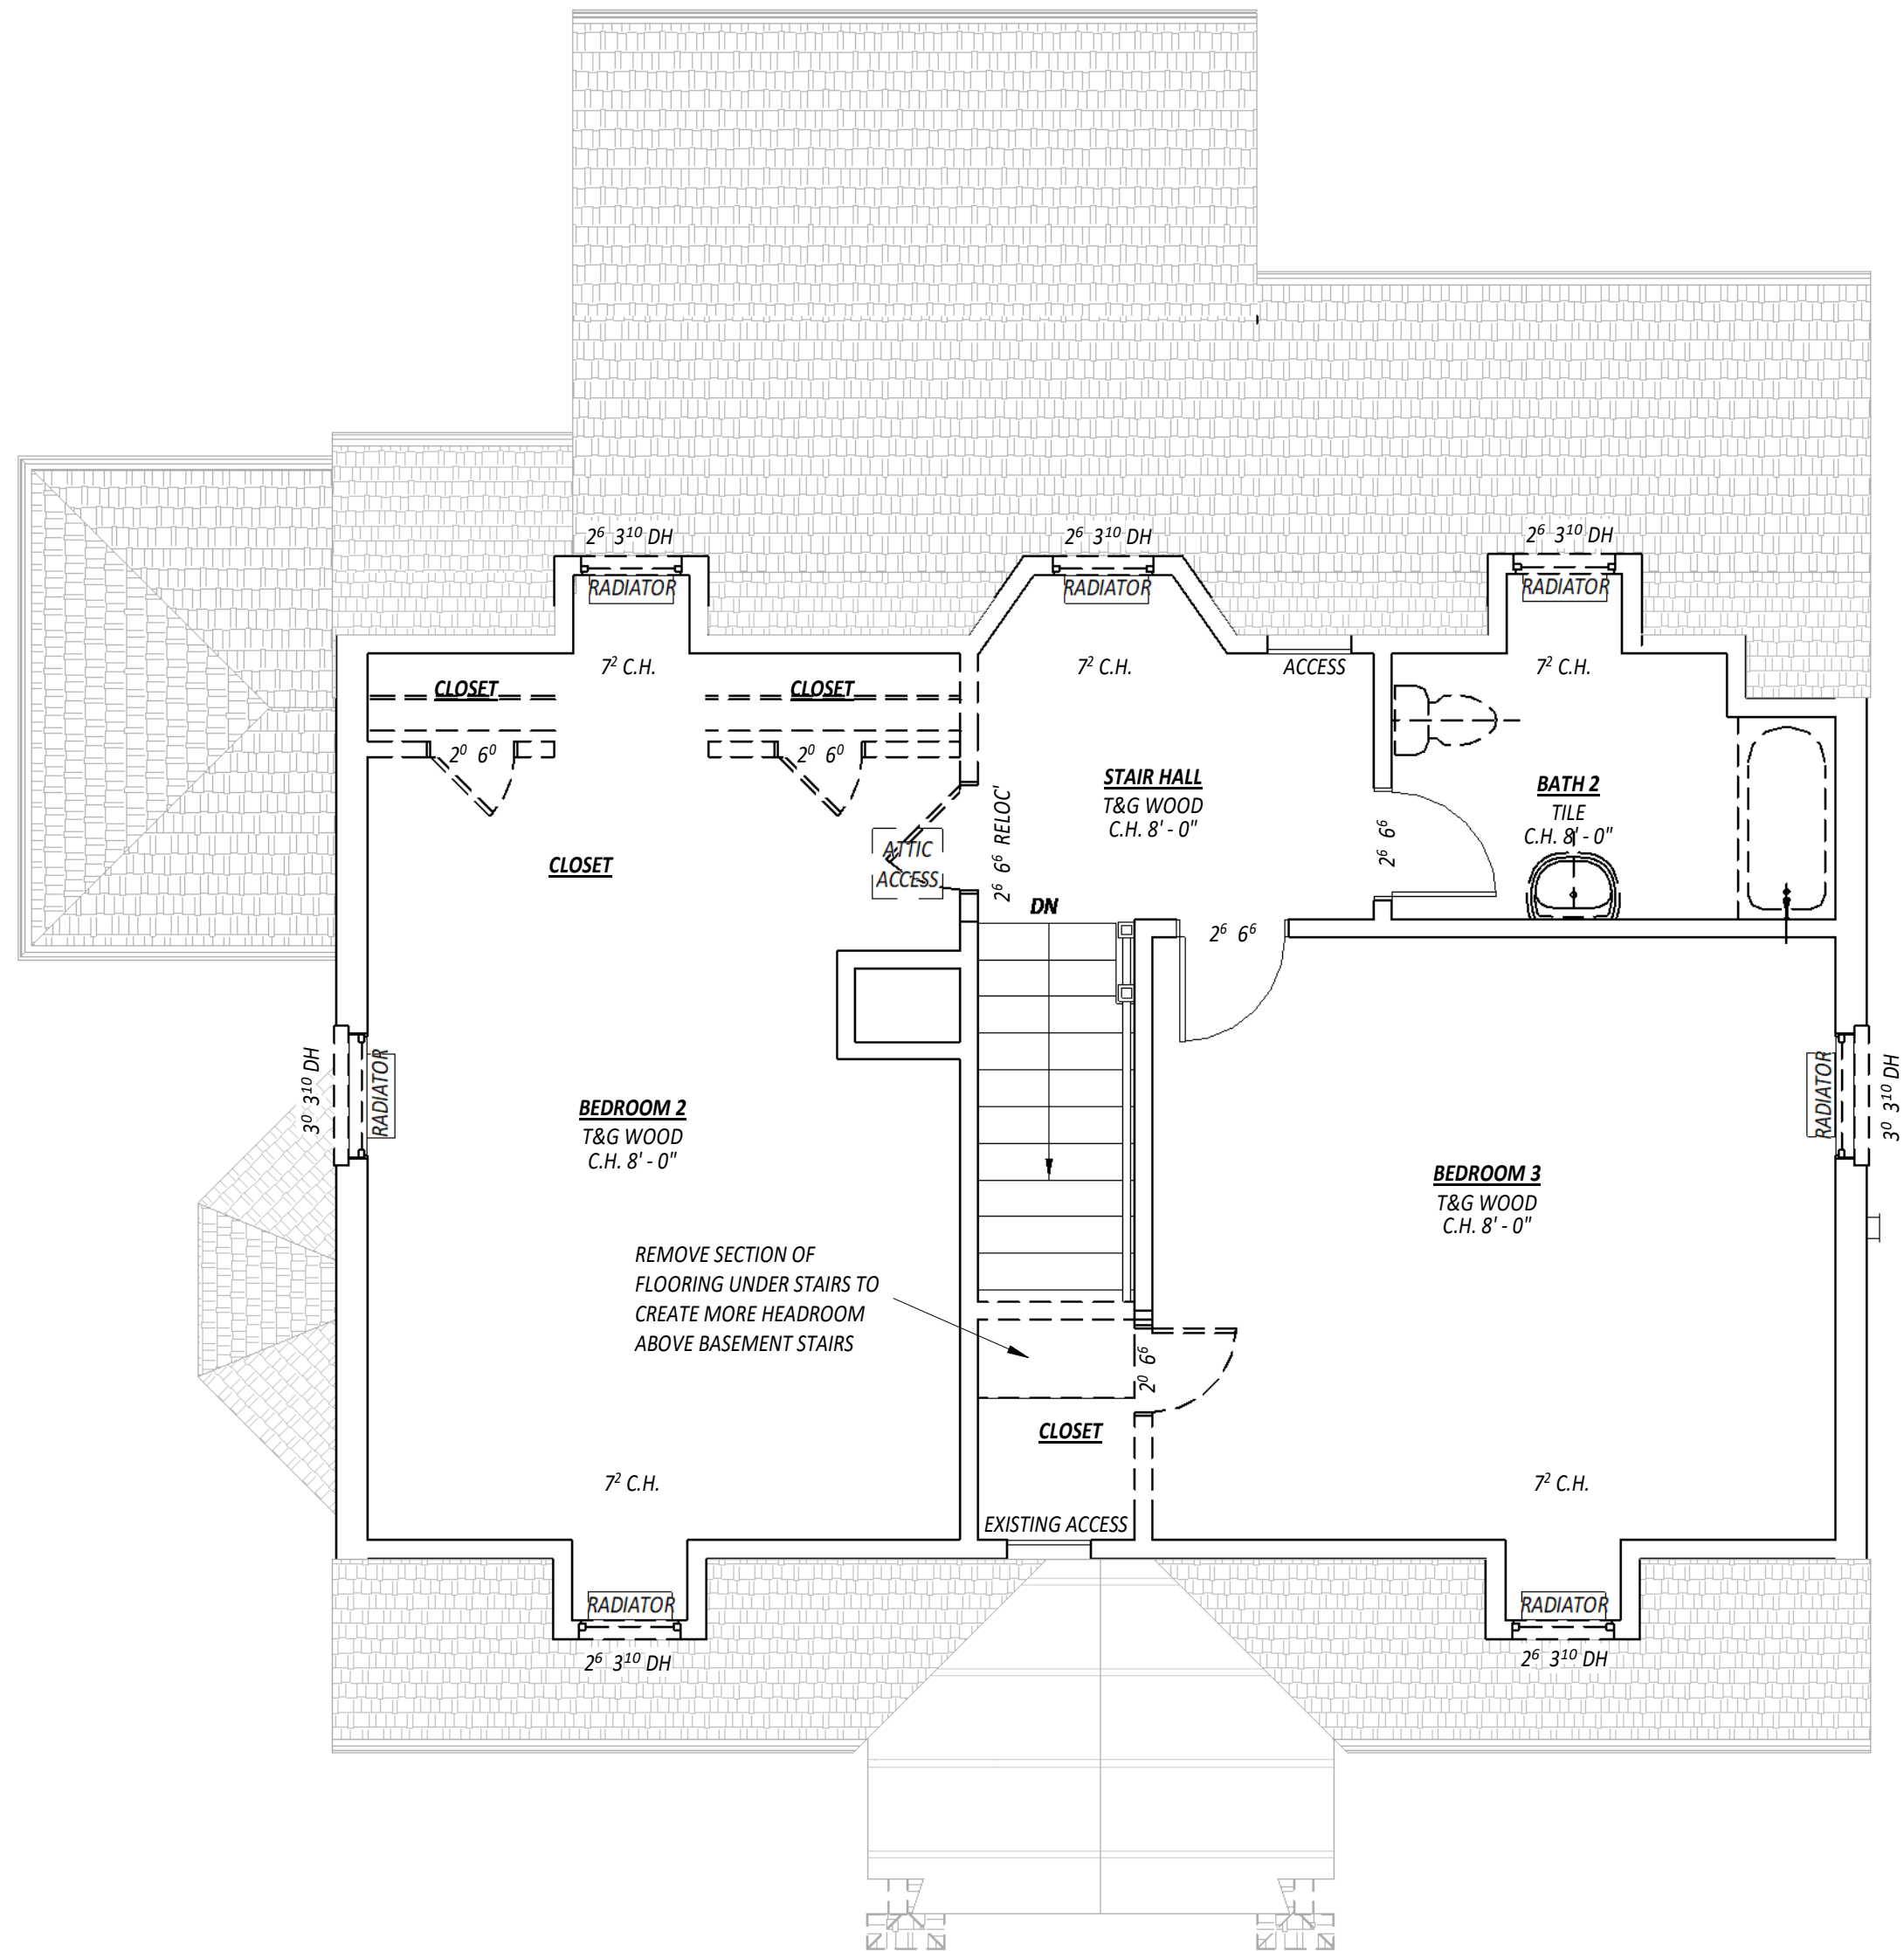 2⁶ 3¹⁰ DH
2⁶ 3¹⁰ DH
2⁶ 3¹⁰ DH
RADIATOR
RADIATOR
RADIATOR
7² C.H.
7² C.H.
ACCESS
7² C.H.
CLOSET
CLOSET
2⁰ 6⁰
2⁰ 6⁰
STAIR HALL
T&G WOOD
C.H. 8' - 0"
BATH 2
TILE
C.H. 8' - 0"
2⁶ 6⁶ RELOC'
2⁶ 6⁶
CLOSET
ATTIC
ACCESS
DN
2⁶ 6⁶
3⁰ 3¹⁰ DH
RADIATOR
BEDROOM 2
T&G WOOD
C.H. 8' - 0"
RADIATOR
3⁰ 3¹⁰ DH
BEDROOM 3
T&G WOOD
C.H. 8' - 0"
REMOVE SECTION OF
FLOORING UNDER STAIRS TO
CREATE MORE HEADROOM
ABOVE BASEMENT STAIRS
2⁰ 6⁶
CLOSET
7² C.H.
7² C.H.
EXISTING ACCESS
RADIATOR
RADIATOR
2⁶ 3¹⁰ DH
2⁶ 3¹⁰ DH